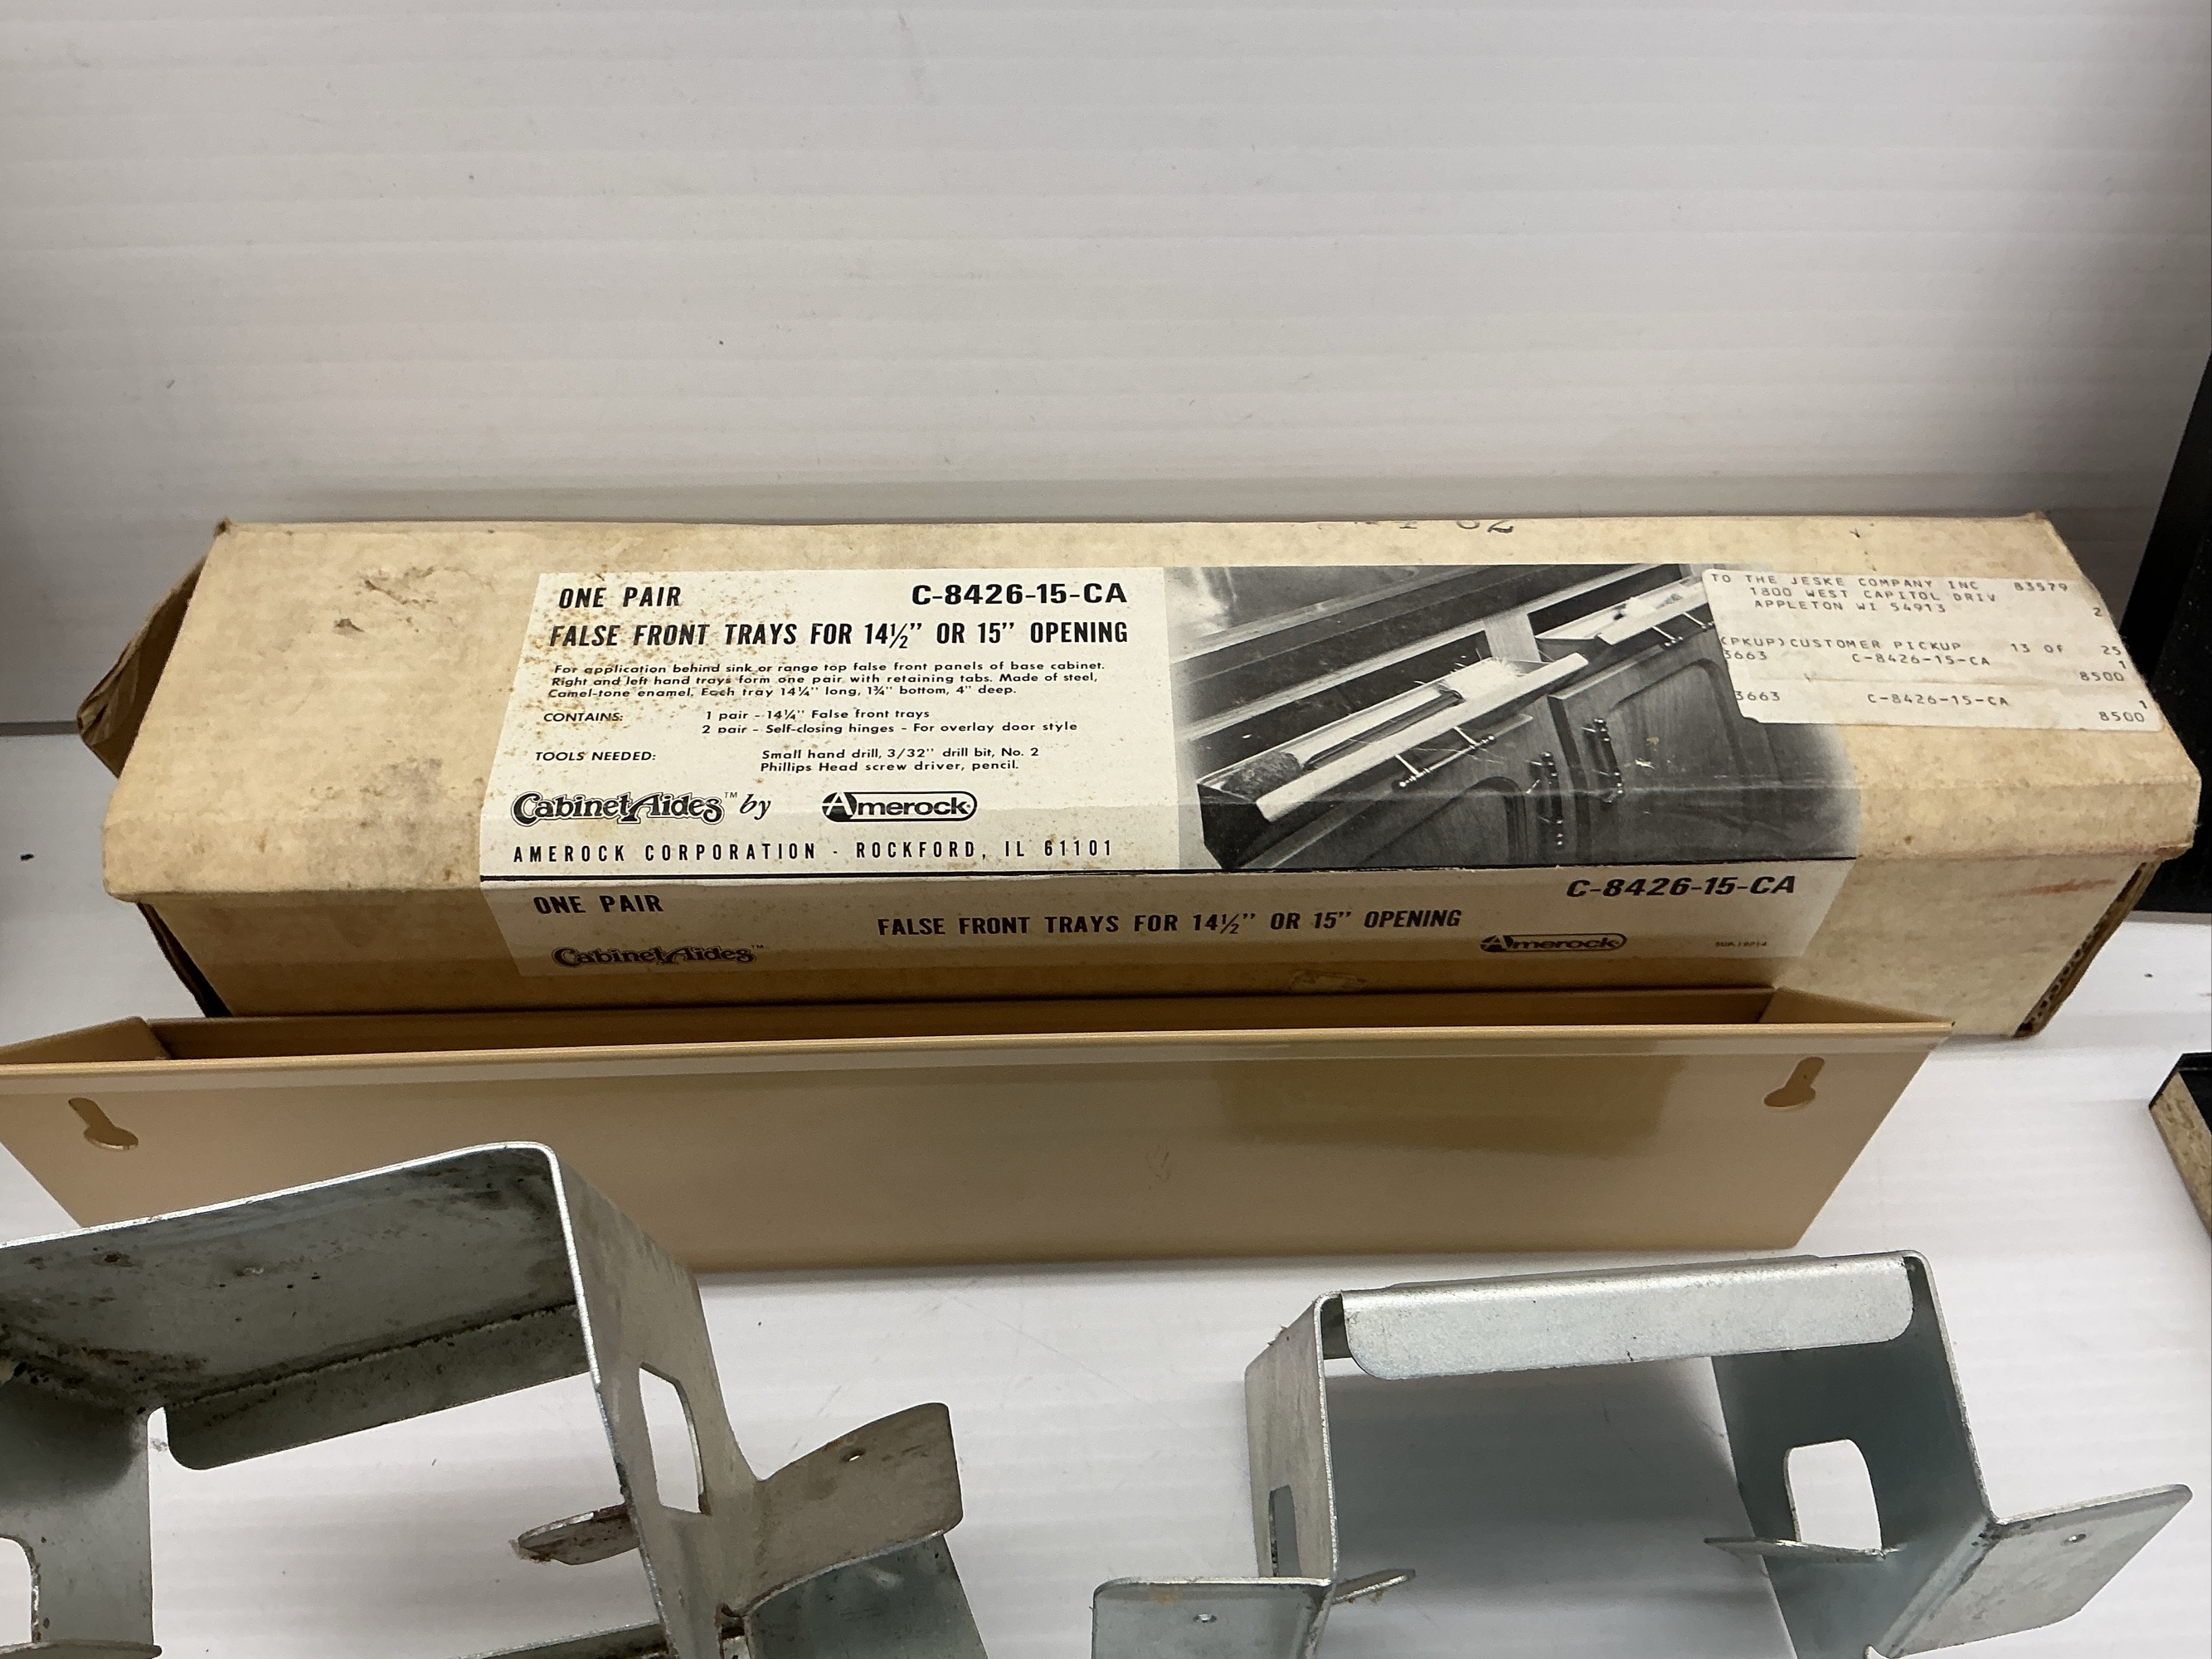 62
ONE PAIR C-8426-15-CA
FALSE FRONT TRAYS FOR 14½" OR 15" OPENING
For application behind sink or range top false front panels of base cabinet.
Right and left hand trays form one pair with retaining tabs. Made of steel,
Camel-tone enamel. Each tray 14¼" long, 1¾" bottom, 4" deep.
CONTAINS: 1 pair - 14¼" False front trays
2 pair - Self-closing hinges - For overlay door style
TOOLS NEEDED: Small hand drill, 3/32" drill bit, No. 2
Phillips Head screw driver, pencil.
CabinetAides™ by Amerock
AMEROCK CORPORATION - ROCKFORD, IL 61101
TO THE JESKE COMPANY INC 83579
1800 WEST CAPITOL DRIV
APPLETON WI 54913 2
(PKUP) CUSTOMER PICKUP 13 OF 25
3663 C-8426-15-CA 1
8500
3663 C-8426-15-CA 1
8500
ONE PAIR C-8426-15-CA
FALSE FRONT TRAYS FOR 14½" OR 15" OPENING
CabinetAides™ Amerock